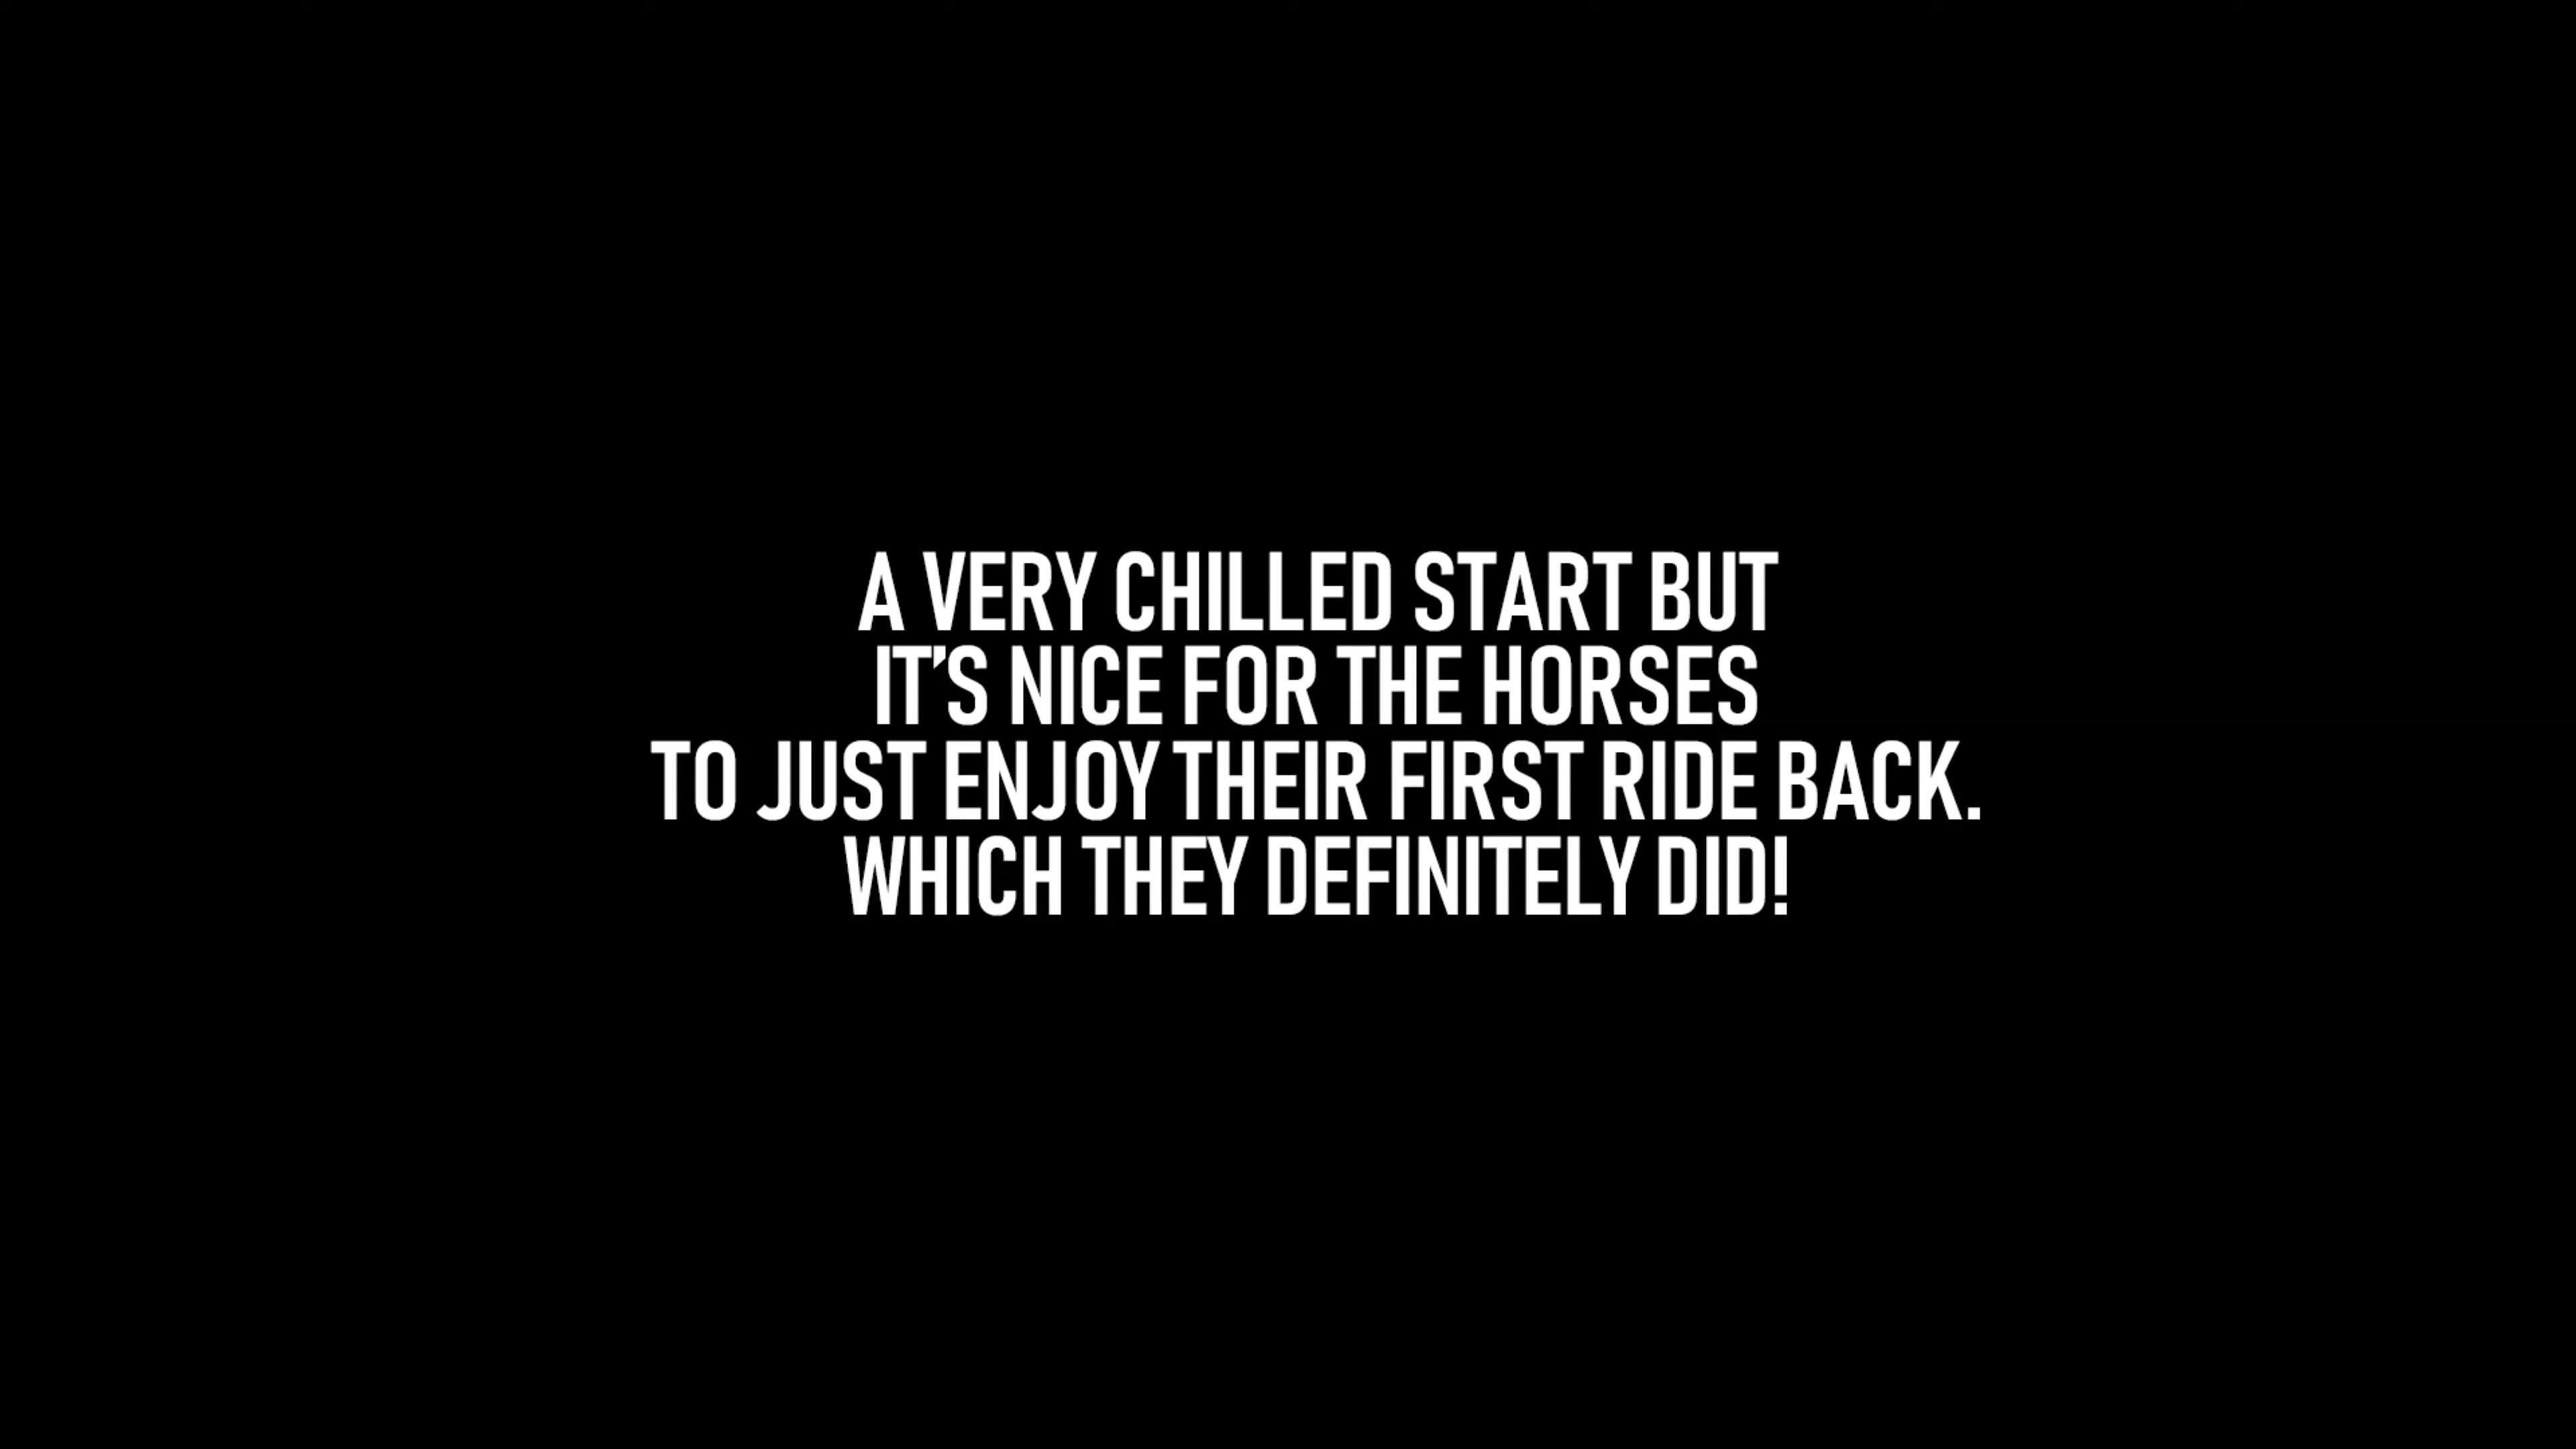 A VERY CHILLED START BUT
IT'S NICE FOR THE HORSES
TO JUST ENJOY THEIR FIRST RIDE BACK.
WHICH THEY DEFINITELY DID!